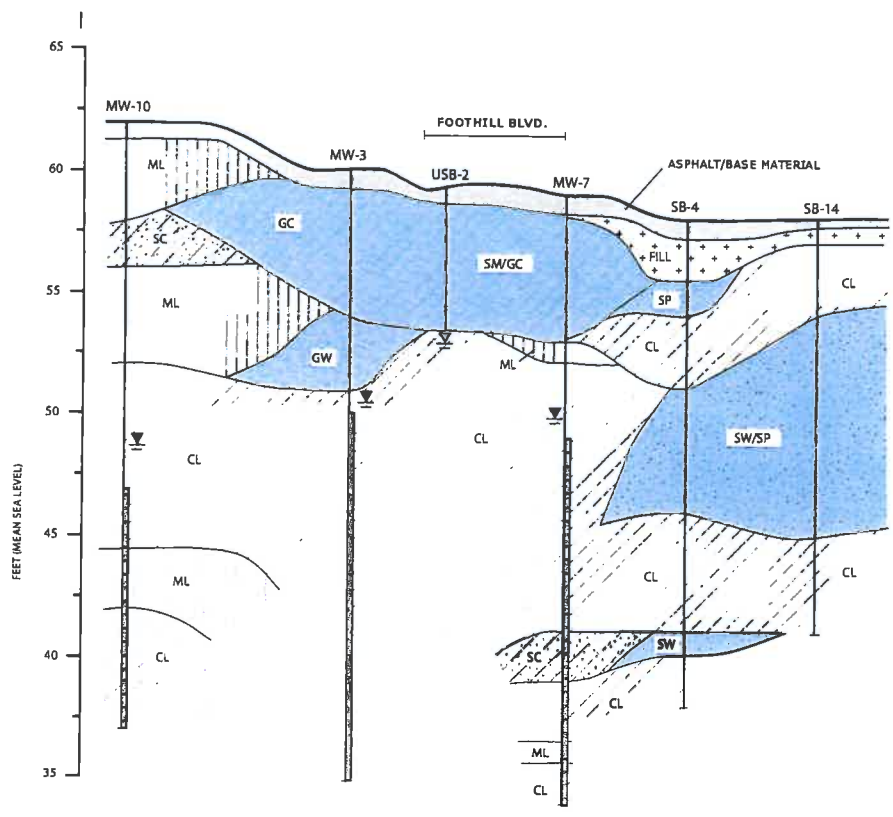 65
60
55
50
45
40
35
FEET (MEAN SEA LEVEL)
MW-10
MW-3
USB-2
FOOTHILL BLVD.
MW-7
ASPHALT/BASE MATERIAL
SB-4
SB-14
ML
SC
GC
SM/GC
FILL
SP
CL
CL
ML
GW
ML
SW/SP
CL
CL
ML
CL
CL
CL
SC
SW
CL
ML
CL